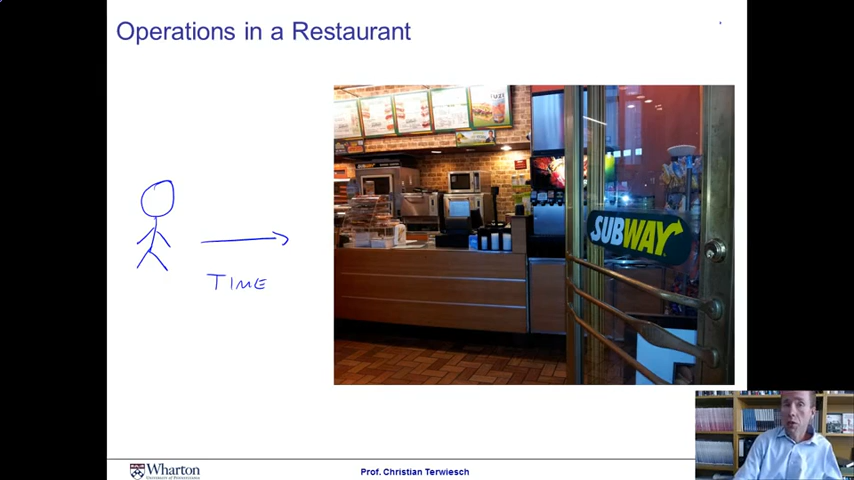 Operations in a Restaurant
SUBWAY
TIME
Wharton
UNIVERSITY of PENNSYLVANIA
Prof. Christian Terwiesch